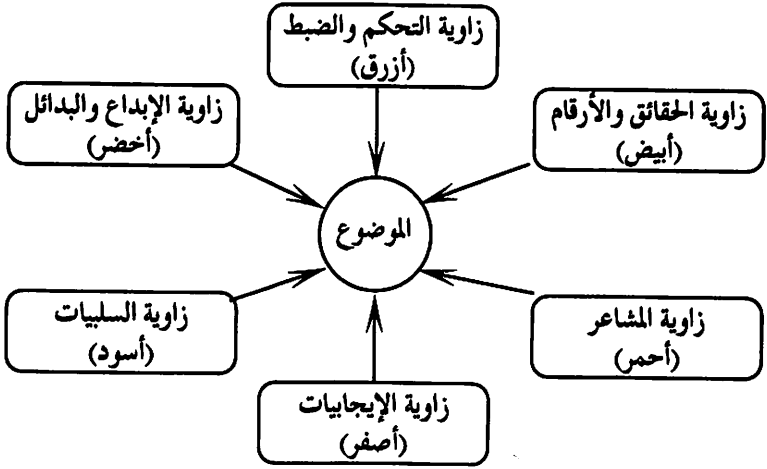 زاوية التحكم والضبط
(أزرق)
زاوية الحقائق والأرقام
(أبيض)
زاوية الإبداع والبدائل
(أخضر)
الموضوع
زاوية المشاعر
(أحمر)
زاوية السلبيات
(أسود)
زاوية الإيجابيات
(أصفر)